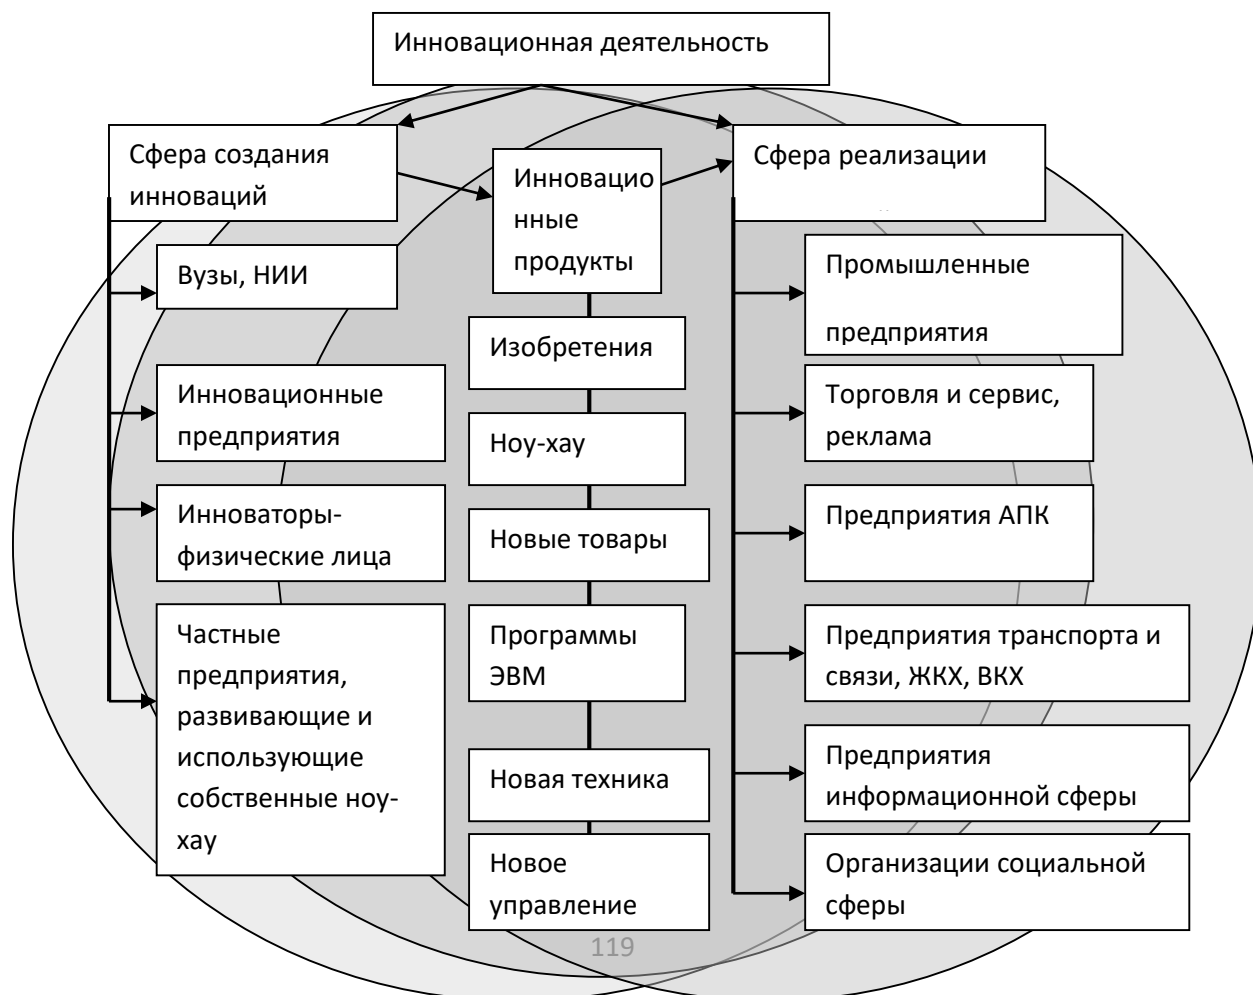 Инновационная деятельность
Сфера создания
инноваций
Инновацио
нные
продукты
Сфера реализации
Вузы, НИИ
Инновационные
предприятия
Инноваторы-
физические лица
Частные
предприятия,
развивающие и
использующие
собственные ноу-
хау
Изобретения
Ноу-хау
Новые товары
Программы
ЭВМ
Новая техника
Новое
управление
Промышленные
предприятия
Торговля и сервис,
реклама
Предприятия АПК
Предприятия транспорта и
связи, ЖКХ, ВКХ
Предприятия
информационной сферы
Организации социальной
сферы
119